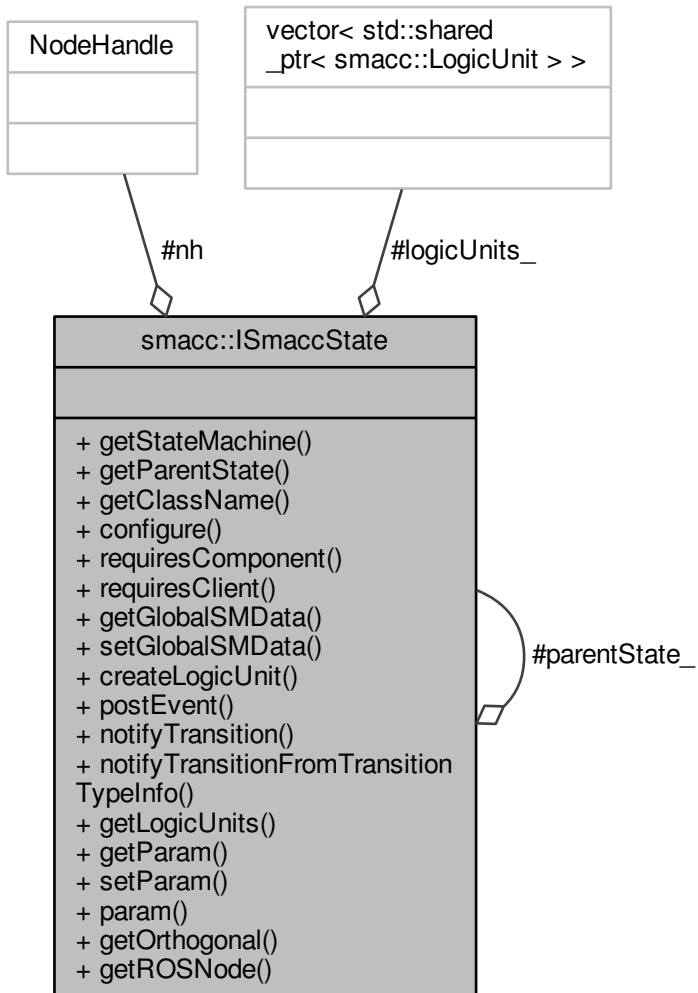 NodeHandle
vector< std::shared
_ptr< smacc::LogicUnit > >
#nh
#logicUnits_
smacc::ISmaccState
+ getStateMachine()
+ getParentState()
+ getClassName()
+ configure()
+ requiresComponent()
+ requiresClient()
+ getGlobalSMData()
+ setGlobalSMData()
+ createLogicUnit()
+ postEvent()
+ notifyTransition()
+ notifyTransitionFromTransition
TypeInfo()
+ getLogicUnits()
+ getParam()
+ setParam()
+ param()
+ getOrthogonal()
+ getROSNode()
#parentState_